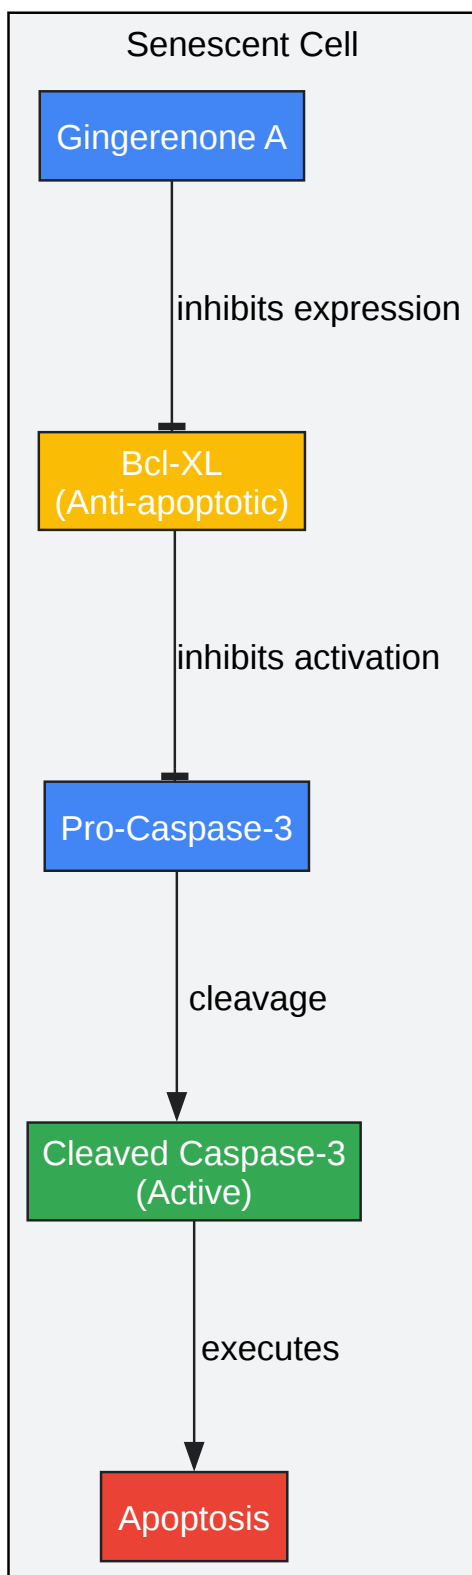 Senescent Cell
Gingerenone A
inhibits expression
Bcl-XL
(Anti-apoptotic)
inhibits activation
Pro-Caspase-3
cleavage
Cleaved Caspase-3
(Active)
executes
Apoptosis